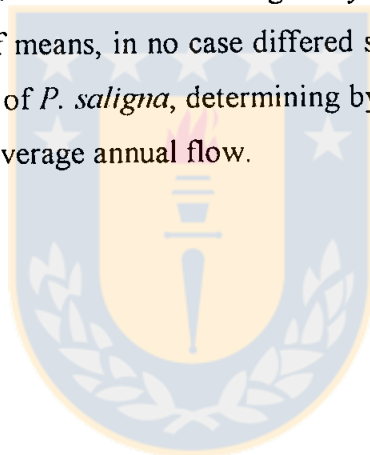 f means, in no case differed s
of P. saligna, determining by
verage annual flow.